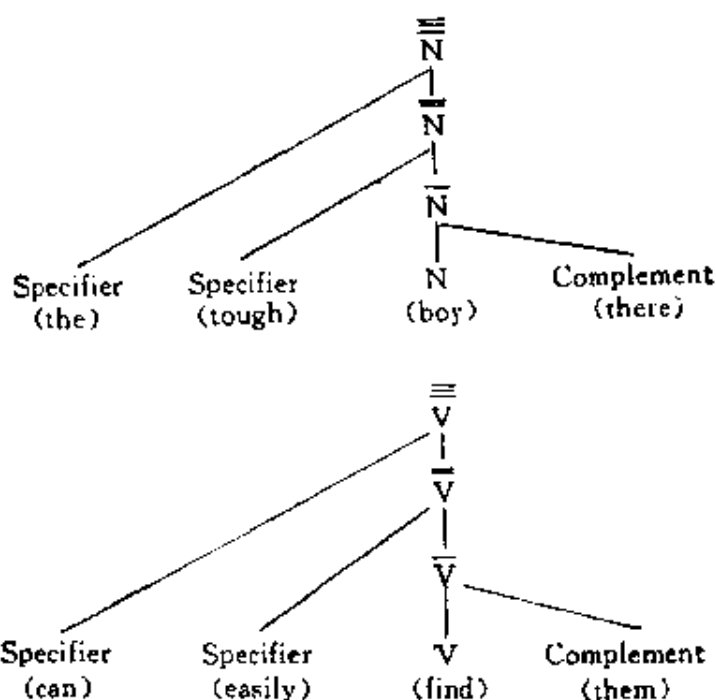 N̄̄̄
N̄̄
N̄
Specifier Specifier N Complement
(the) (tough) (boy) (there)
V̄̄̄
V̄̄
V̄
Specifier Specifier V Complement
(can) (easily) (find) (them)